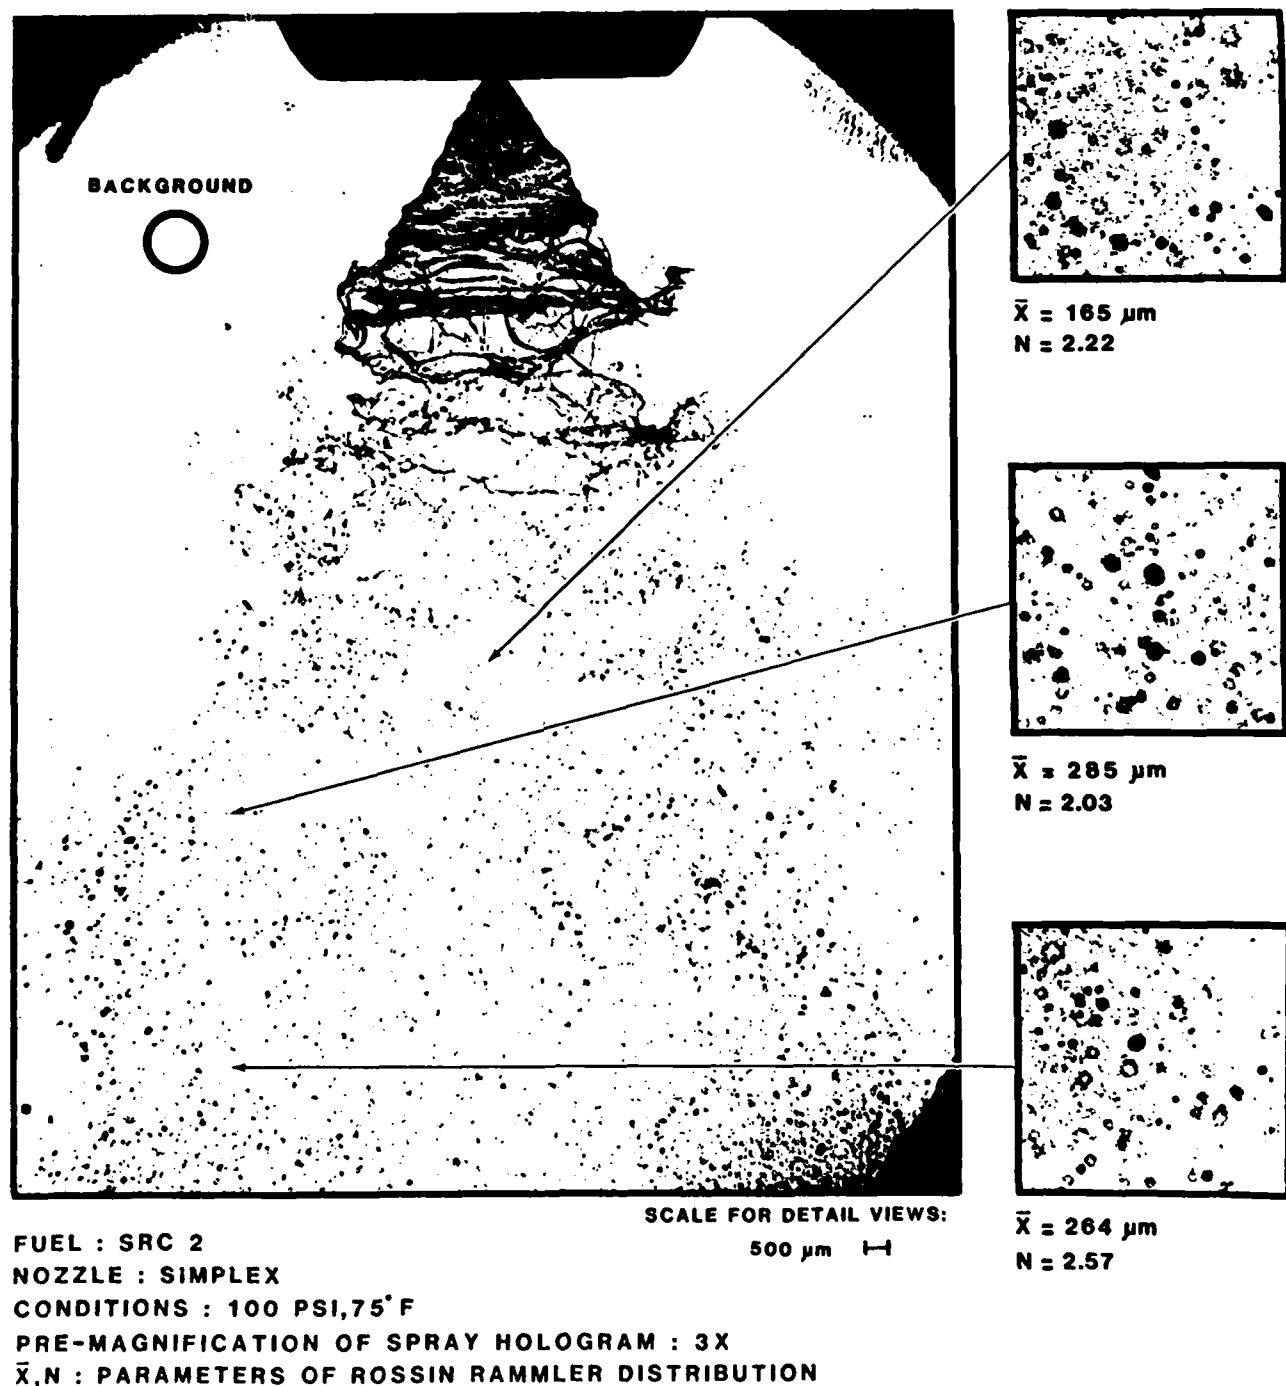 BACKGROUND
X̄ = 165 µm
N = 2.22
X̄ = 285 µm
N = 2.03
X̄ = 264 µm
N = 2.57
SCALE FOR DETAIL VIEWS:
500 µm
FUEL : SRC 2
NOZZLE : SIMPLEX
CONDITIONS : 100 PSI,75°F
PRE-MAGNIFICATION OF SPRAY HOLOGRAM : 3X
X̄,N : PARAMETERS OF ROSSIN RAMMLER DISTRIBUTION